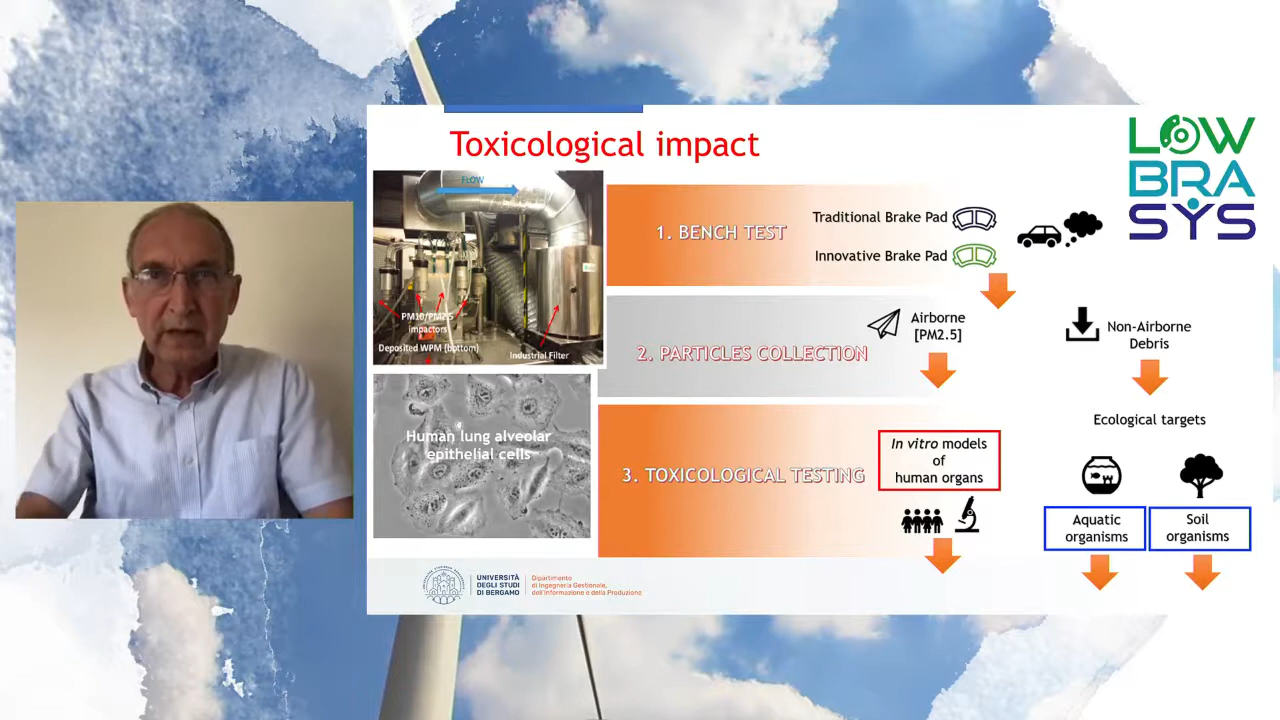 Toxicological impact
LOW
BRA
SYS
FLOW
PM10/PM2.5
impactors
Deposited WPM (bottom)
Industrial Filter
1. BENCH TEST
Traditional Brake Pad
Innovative Brake Pad
2. PARTICLES COLLECTION
Airborne
[PM2.5]
Non-Airborne
Debris
Human lung alveolar
epithelial cells
3. TOXICOLOGICAL TESTING
In vitro models
of
human organs
Ecological targets
Aquatic
organisms
Soil
organisms
UNIVERSITÀ
DEGLI STUDI
DI BERGAMO
Dipartimento
di Ingegneria Gestionale,
dell'Informazione e della Produzione